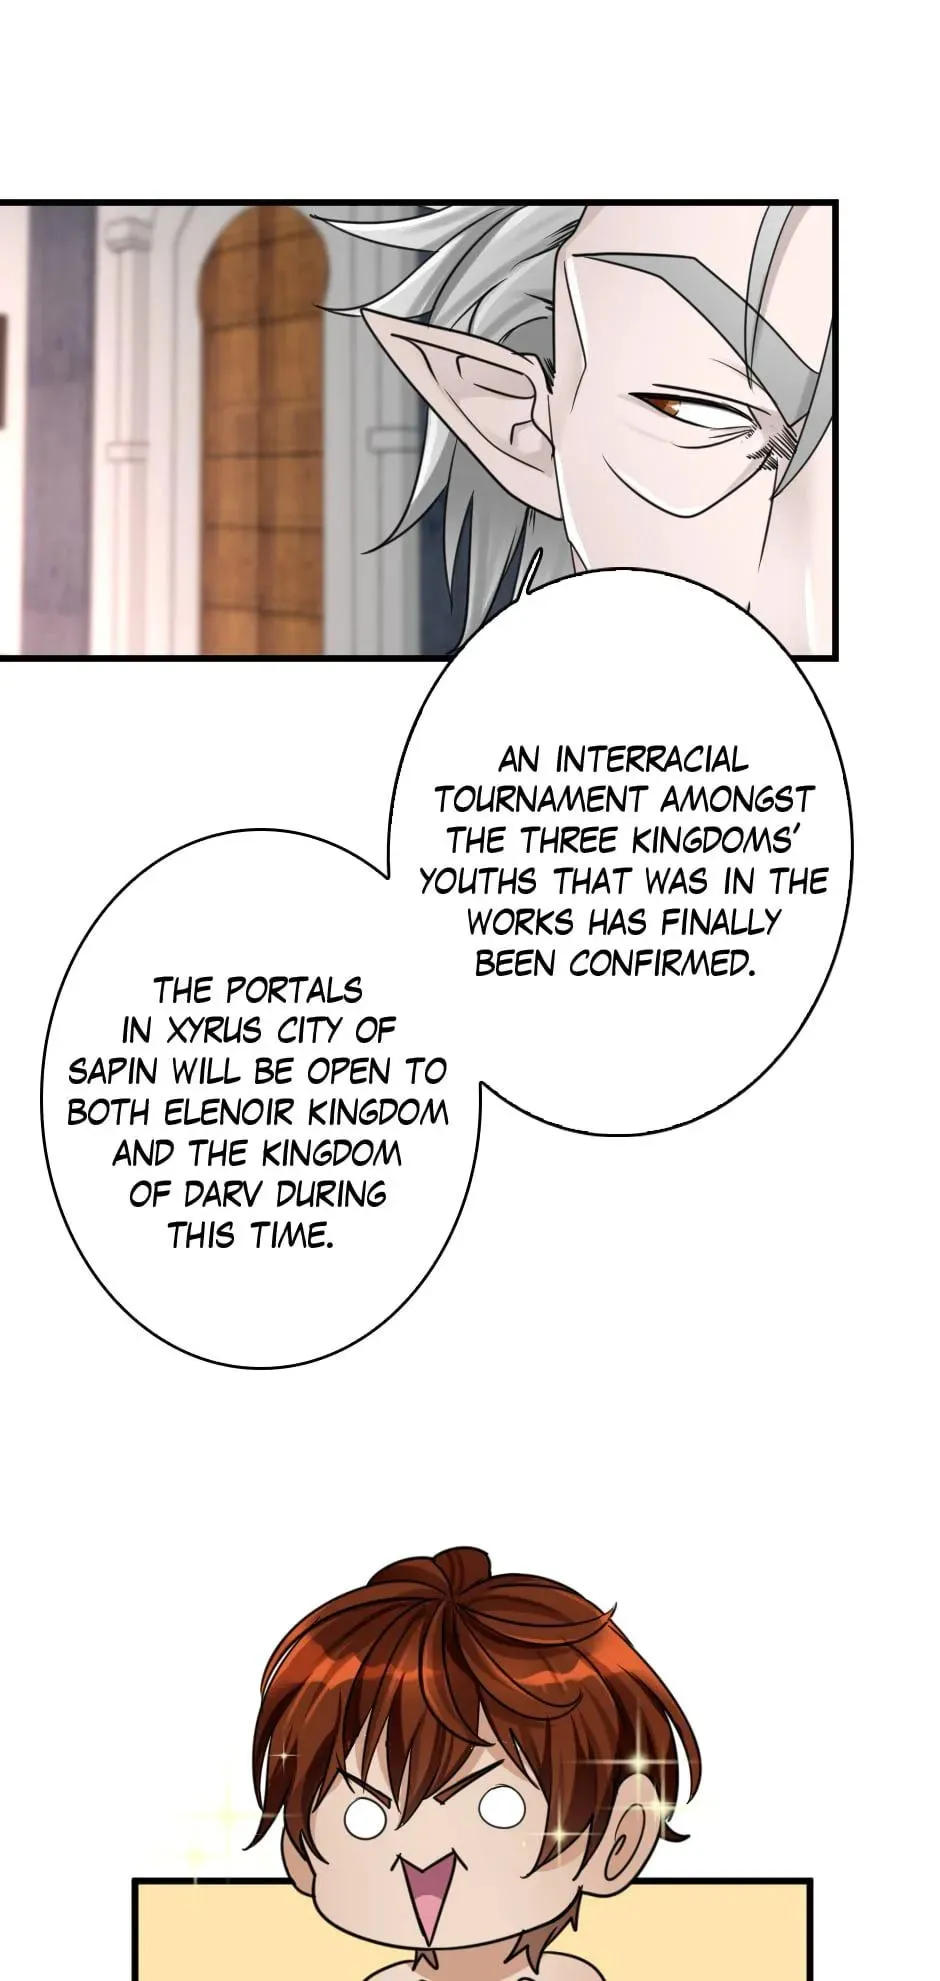 AN INTERRACIAL
TOURNAMENT AMONGST
THE THREE KINGDOMS'
YOUTHS THAT WAS IN THE
WORKS HAS FINALLY
BEEN CONFIRMED.
THE PORTALS
IN XYRUS CITY OF
SAPIN WILL BE OPEN TO
BOTH ELENOIR KINGDOM
AND THE KINGDOM
OF DARV DURING
THIS TIME.